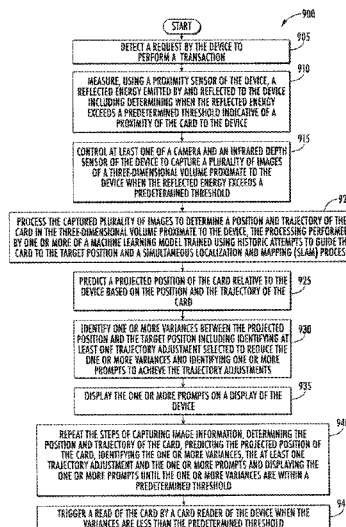 START
900
DETECT A REQUEST BY THE DEVICE TO
PERFORM A TRANSACTION
905
MEASURE, USING A PROXIMITY SENSOR OF THE DEVICE, A
REFLECTED ENERGY EMITTED BY AND REFLECTED TO THE DEVICE
INCLUDING DETERMINING WHEN THE REFLECTED ENERGY
EXCEEDS A PREDETERMINED THRESHOLD INDICATIVE OF A
PROXIMITY OF THE CARD TO THE DEVICE
910
CONTROL AT LEAST ONE OF A CAMERA AND AN INFRARED DEPTH
SENSOR OF THE DEVICE TO CAPTURE A PLURALITY OF IMAGES
OF A THREE-DIMENSIONAL VOLUME PROXIMATE TO THE
DEVICE WHEN THE REFLECTED ENERGY EXCEEDS A
PREDETERMINED THRESHOLD
915
PROCESS THE CAPTURED PLURALITY OF IMAGES TO DETERMINE A POSITION AND TRAJECTORY OF THE
CARD IN THE THREE-DIMENSIONAL VOLUME PROXIMATE TO THE DEVICE, THE PROCESSING PERFORMED
BY ONE OR MORE OF A MACHINE LEARNING MODEL TRAINED USING HISTORIC ATTEMPTS TO GUIDE THE
CARD TO THE TARGET POSITION AND A SIMULTANEOUS LOCALIZATION AND MAPPING (SLAM) PROCES
92
PREDICT A PROJECTED POSITION OF THE CARD RELATIVE TO THE
DEVICE BASED ON THE POSITION AND THE TRAJECTORY OF THE
CARD
925
IDENTIFY ONE OR MORE VARIANCES BETWEEN THE PROJECTED
POSITION AND THE TARGET POSITON INCLUDING IDENTIFYING AT
LEAST ONE TRAJECTORY ADJUSTMENT SELECTED TO REDUCE THE
ONE OR MORE VARIANCES AND IDENTIFYING ONE OR MORE
PROMPTS TO ACHIEVE THE TRAJECTORY ADJUSTMENTS
930
DISPLAY THE ONE OR MORE PROMPTS ON A DISPLAY OF THE
DEVICE
935
REPEAT THE STEPS OF CAPTURING IMAGE INFORMATION, DETERMINING THE
POSITION AND TRAJECTORY OF THE CARD, PREDICTING THE PROJECTED POSITION OF
THE CARD, IDENTIFYING THE ONE OR MORE VARIANCES, THE AT LEAST ONE
TRAJECTORY ADJUSTMENT AND THE ONE OR MORE PROMPTS AND DISPLAYING THE
ONE OR MORE PROMPTS UNTIL THE ONE OR MORE VARIANCES ARE WITHIN A
PREDETERMINED THRESHOLD
94
TRIGGER A READ OF THE CARD BY A CARD READER OF THE DEVICE WHEN THE
VARIANCES ARE LESS THAN THE PREDETERMINED THRESHOLD
94